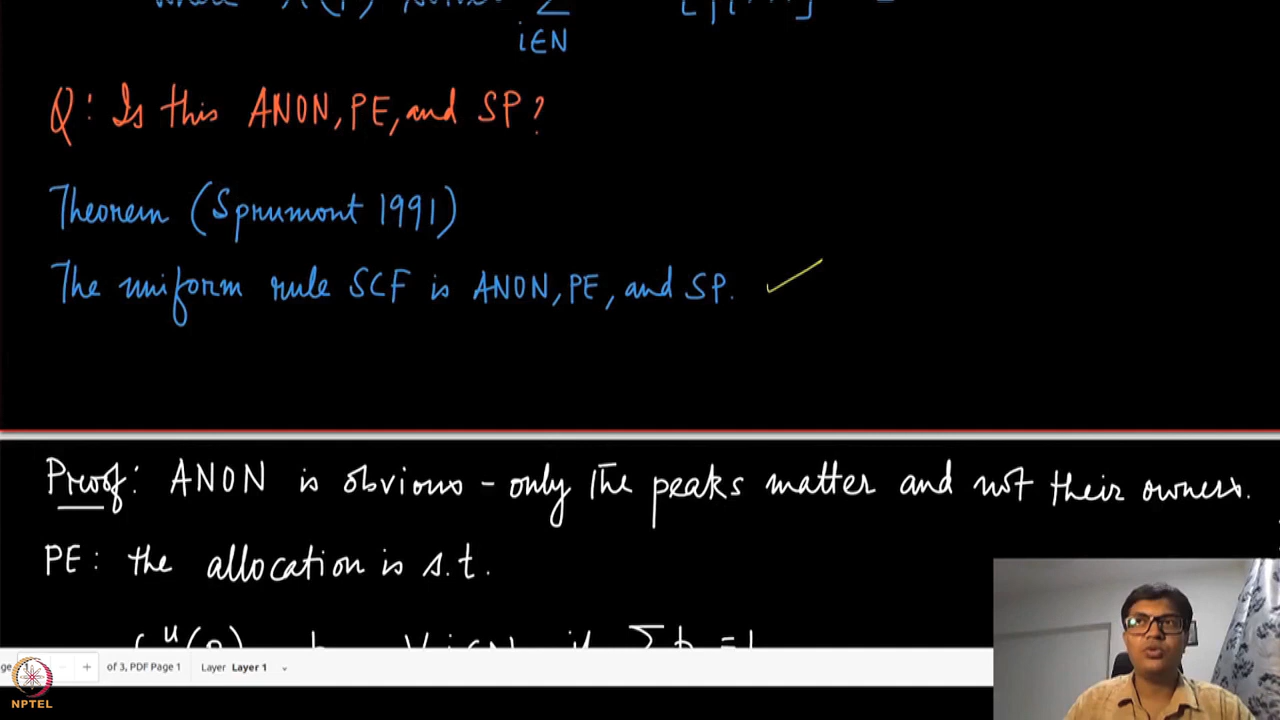 i∈N
Q: Is this ANON, PE, and SP?
Theorem (Sprumont 1991)
The uniform rule SCF is ANON, PE, and SP.
Proof: ANON is obvious - only the peaks matter and not their owners.
PE: the allocation is s.t.
of 3, PDF Page 1 Layer Layer 1
NPTEL